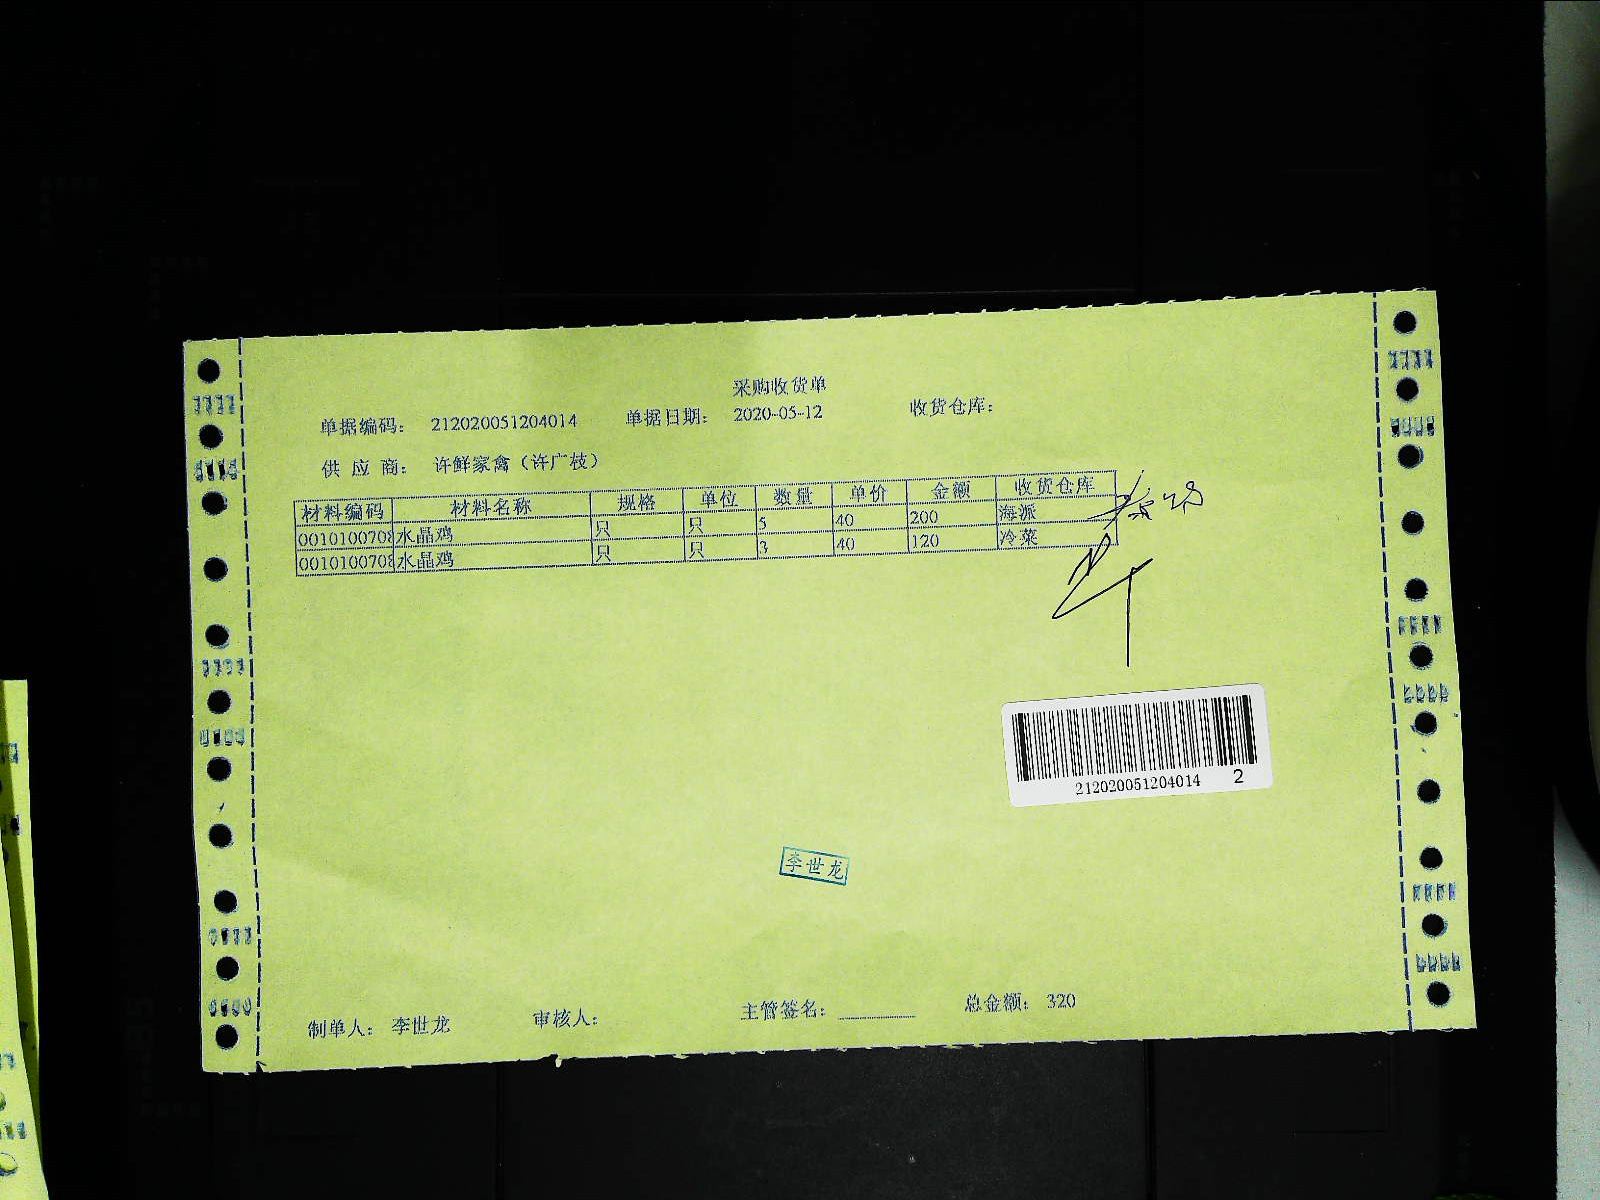 采购收货单
单据编码： 212020051204014 单据日期： 2020-05-12 收货仓库：
供 应 商： 许鲜家禽（许广枝）
材料编码 材料名称 规格 单位 数量 单价 金额 收货仓库
0010100708 水晶鸡 只 只 5 40 200 海派
0010100708 水晶鸡 只 只 3 40 120 冷菜
212020051204014 2
李世龙
制单人： 李世龙 审核人： 主管签名： 总金额： 320